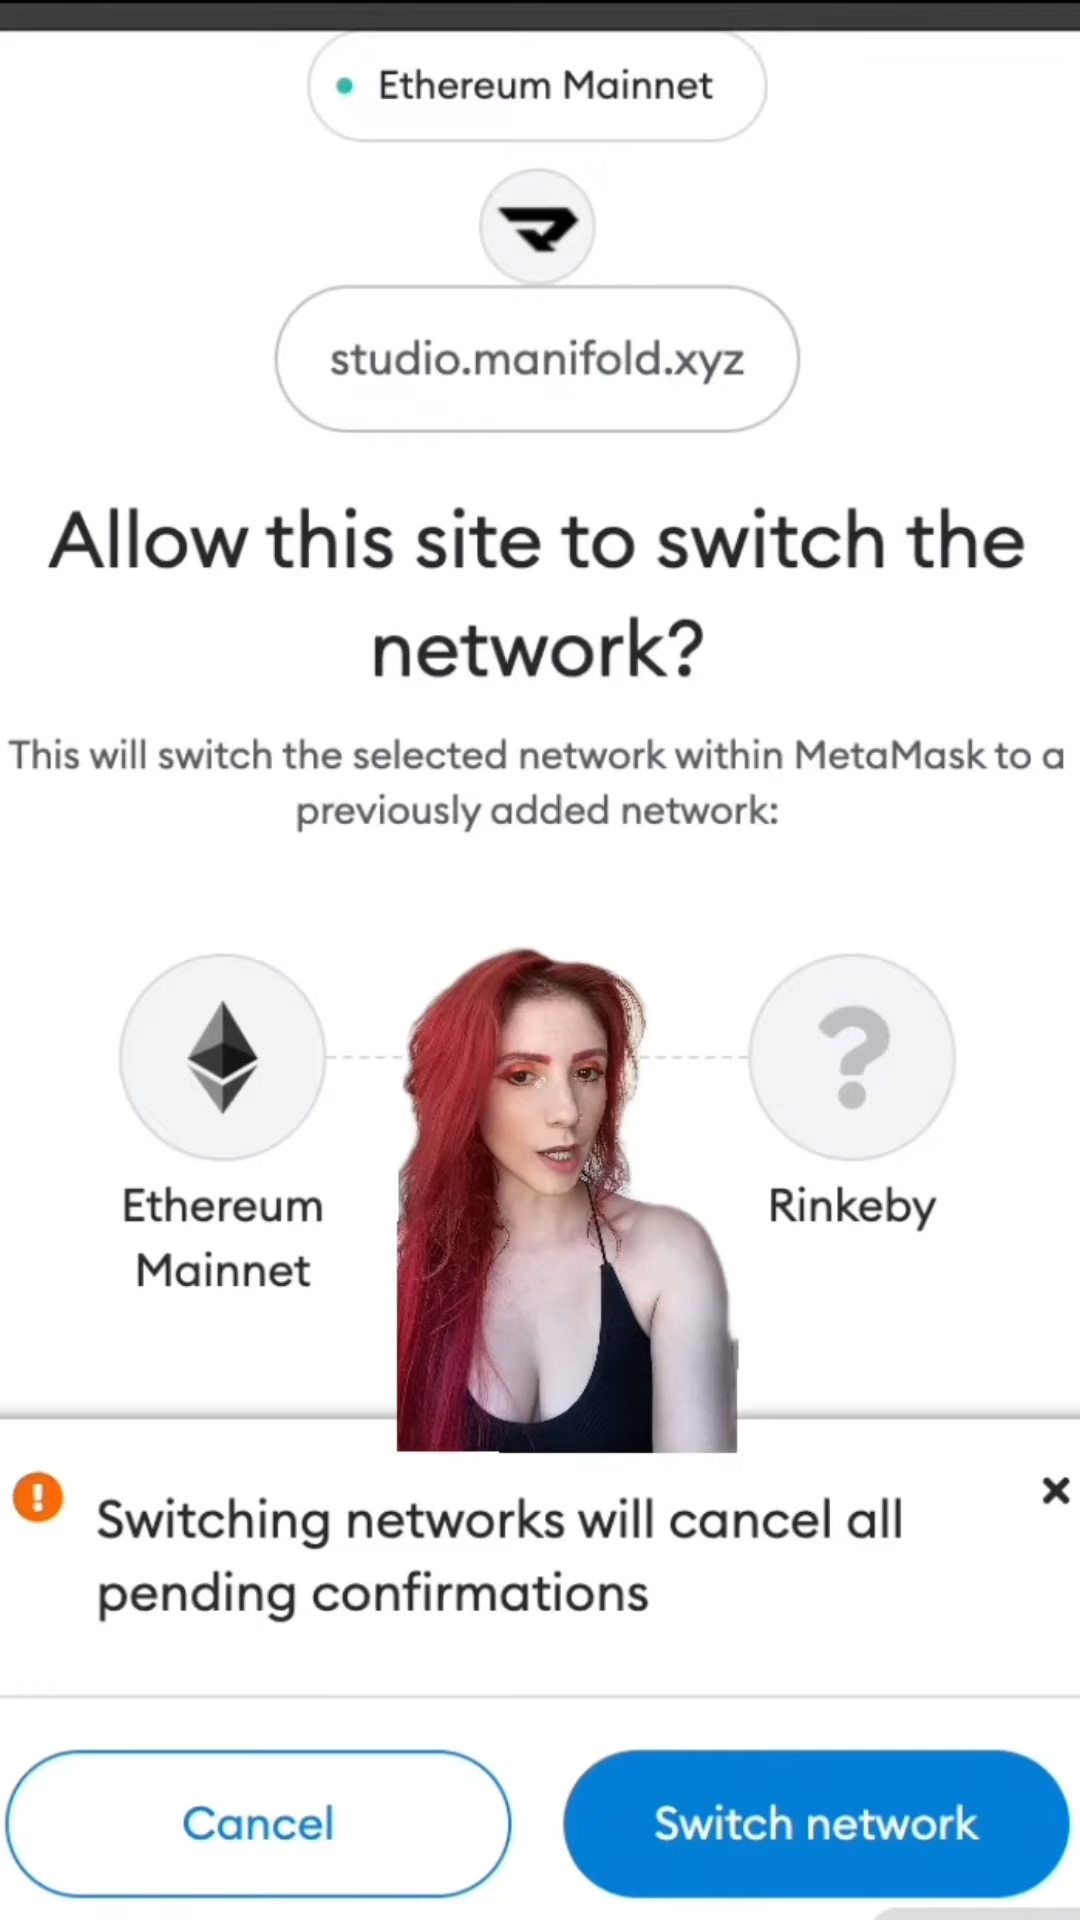 Ethereum Mainnet
studio.manifold.xyz
Allow this site to switch the
network?
This will switch the selected network within MetaMask to a
previously added network:
Ethereum
Mainnet
Rinkeby
Switching networks will cancel all
pending confirmations
Cancel
Switch network